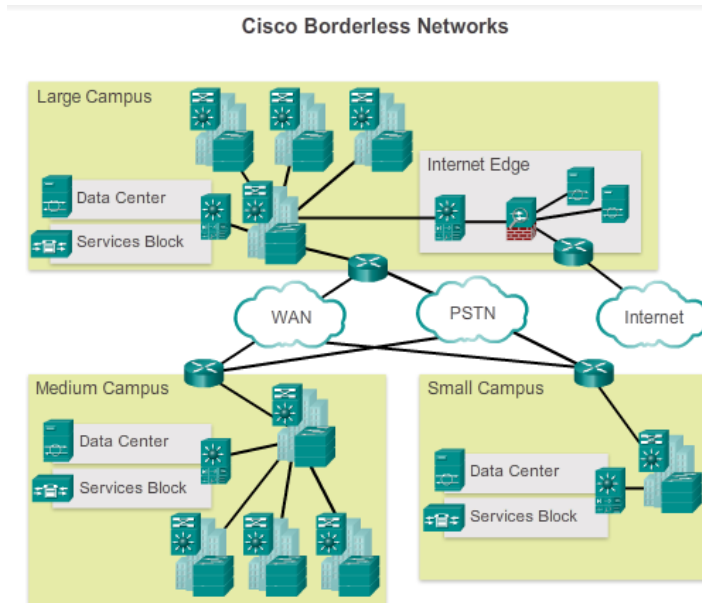 Cisco Borderless Networks
Large Campus
Data Center
Services Block
Internet Edge
WAN
PSTN
Internet
Medium Campus
Data Center
Services Block
Small Campus
Data Center
Services Block